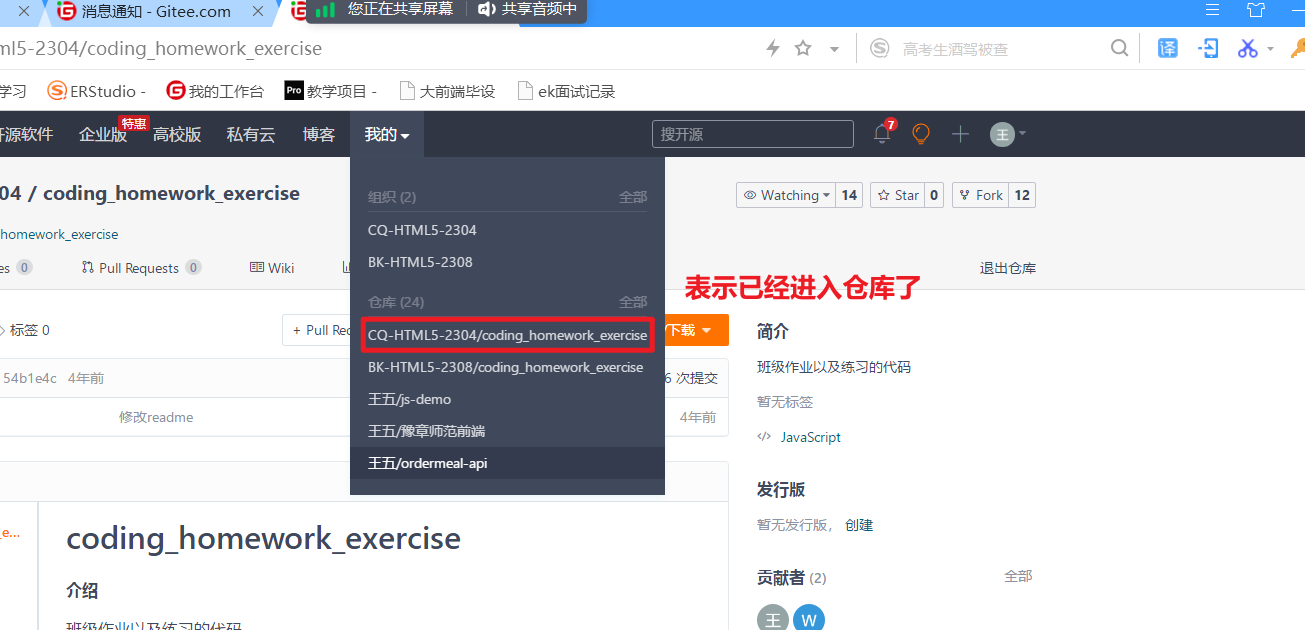 消息通知 - Gitee.com
您正在共享屏幕 共享音频中
ml5-2304/coding_homework_exercise
高考生酒驾被查
译
学习 ERStudio - 我的工作台 Pro 教学项目 - 大前端毕设 ek面试记录
开源软件 企业版 特惠 高校版 私有云 博客 我的 搜开源 7 王
04 / coding_homework_exercise
Watching 14 Star 0 Fork 12
homework_exercise
es 0 Pull Requests 0 Wiki
退出仓库
组织 (2) 全部
CQ-HTML5-2304
BK-HTML5-2308
仓库 (24) 全部
CQ-HTML5-2304/coding_homework_exercise
BK-HTML5-2308/coding_homework_exercise
王五/js-demo
王五/豫章师范前端
王五/ordermeal-api
表示已经进入仓库了
标签 0 + Pull Rec /下载
54b1e4c 4年前 6 次提交
修改readme 4年前
简介
班级作业以及练习的代码
暂无标签
JavaScript
发行版
暂无发行版， 创建
贡献者 (2) 全部
王 W
_e...
coding_homework_exercise
介绍
班级作业以及练习的代码